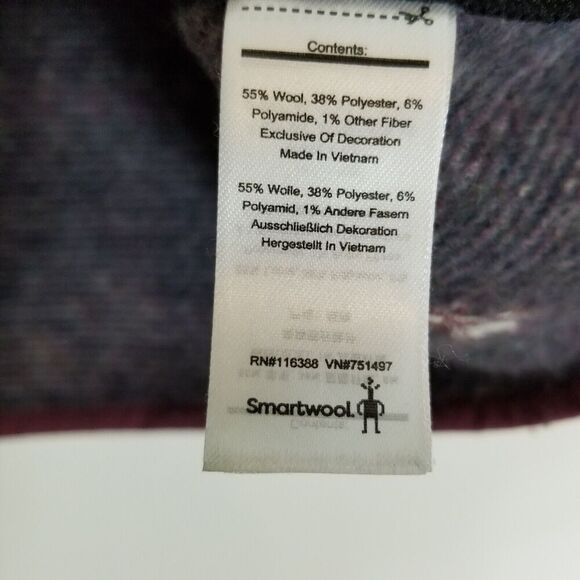 Contents:
55% Wool, 38% Polyester, 6%
Polyamide, 1% Other Fiber
Exclusive Of Decoration
Made In Vietnam
55% Wolle, 38% Polyester, 6%
Polyamid, 1% Andere Fasern
Ausschließlich Dekoration
Hergestellt In Vietnam
RN#116388 VN#751497
Smartwool.